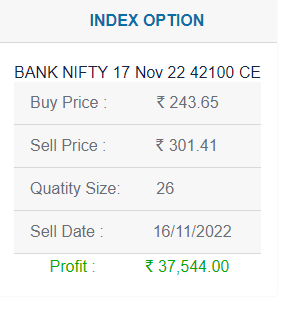 INDEX OPTION
BANK NIFTY 17 Nov 22 42100 CE
Buy Price : ₹ 243.65
Sell Price : ₹ 301.41
Quatity Size: 26
Sell Date : 16/11/2022
Profit : ₹ 37,544.00